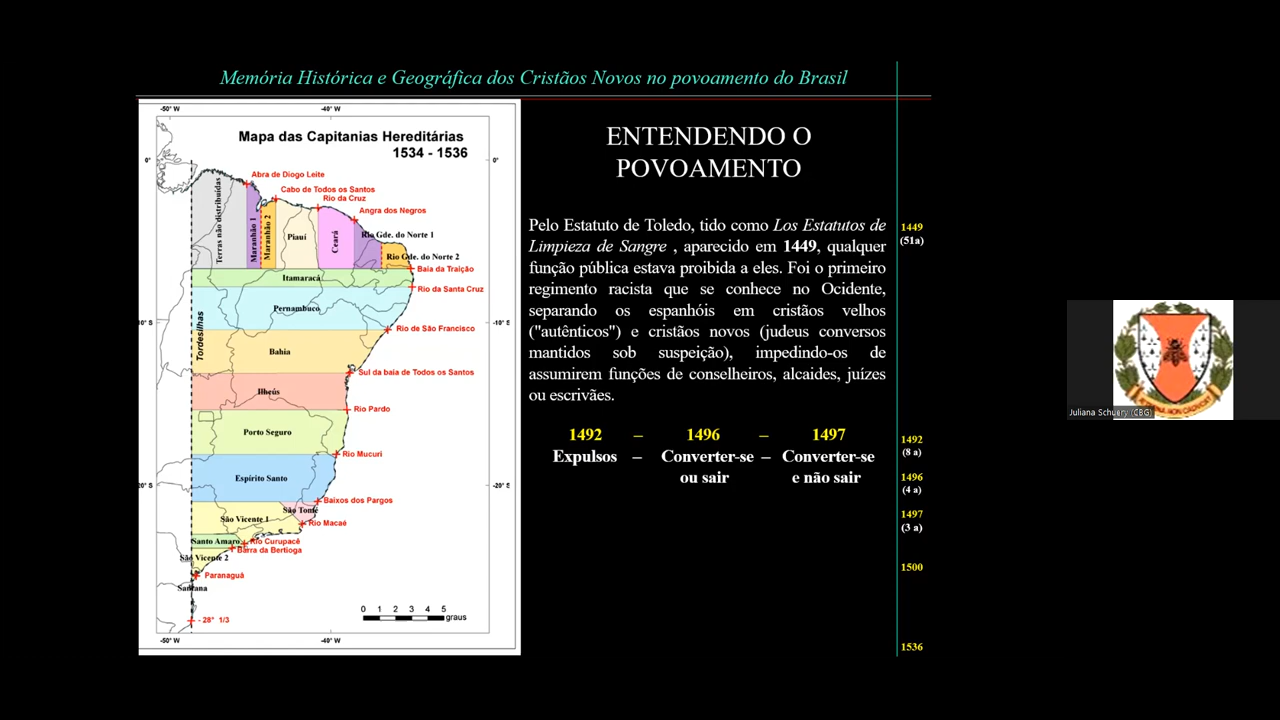 Memória Histórica e Geográfica dos Cristãos Novos no povoamento do Brasil
-50° W
-40° W
Mapa das Capitanias Hereditárias
1534 - 1536
0°
-0°
Abra de Diogo Leite
Cabo de Todos os Santos
Rio da Cruz
Angra dos Negros
Terras não distribuídas
Maranhão 1
Maranhão 2
Piauí
Ceará
Rio Gde. do Norte 1
Rio Gde. do Norte 2
Baia da Traição
Itamaracá
Rio da Santa Cruz
Pernambuco
Tordesilhas
-10° S
Rio de São Francisco
Bahia
Sul da baia de Todos os Santos
Ilheús
Rio Pardo
Porto Seguro
Rio Mucuri
Espírito Santo
-20° S
Baixos dos Pargos
São Tomé
São Vicente 1
Rio Macaé
Santo Amaro
Rio Curupacê
Barra da Bertioga
São Vicente 2
Paranaguá
Santana
- 28° 1/3
0 1 2 3 4 5
graus
-50° W
-40° W
ENTENDENDO O
POVOAMENTO
Pelo Estatuto de Toledo, tido como Los Estatutos de
Limpieza de Sangre , aparecido em 1449, qualquer
função pública estava proibida a eles. Foi o primeiro
regimento racista que se conhece no Ocidente,
separando os espanhóis em cristãos velhos
("autênticos") e cristãos novos (judeus conversos
mantidos sob suspeição), impedindo-os de
assumirem funções de conselheiros, alcaides, juízes
ou escrivães.
1492 – 1496 – 1497
Expulsos – Converter-se – Converter-se
ou sair e não sair
1449
(51a)
1492
(8 a)
1496
(4 a)
1497
(3 a)
1500
1536
Juliana Schuery (CBG)